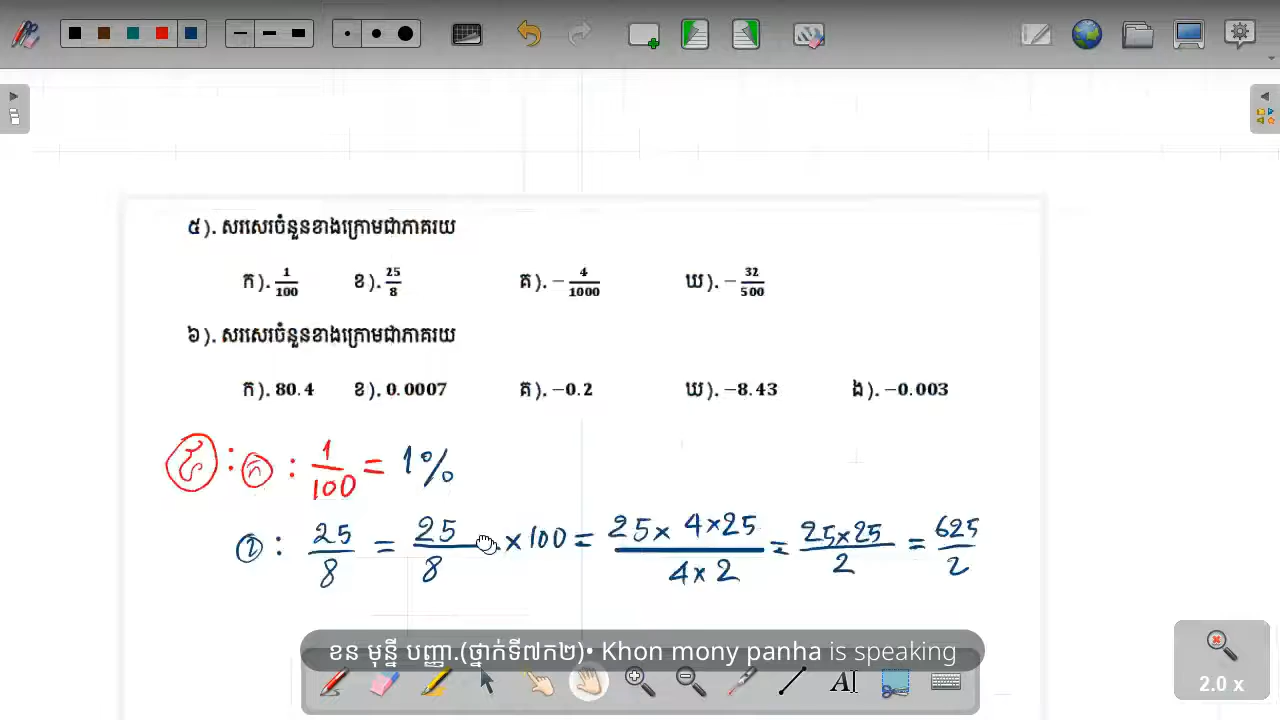 ៥). សរសេរចំនួនខាងក្រោមជាភាគរយ
ក). 1/100 ខ). 25/8 គ). −4/1000 ឃ). −32/500
៦). សរសេរចំនួនខាងក្រោមជាភាគរយ
ក). 80.4 ខ). 0.0007 គ). −0.2 ឃ). −8.43 ង). −0.003
ក : 1/100 = 1%
ខ : 25/8 = 25/8 × 100 = 25 × 4 × 25 / 4 × 2 = 25 × 25 / 2 = 625/2
ខន មុន្នី បញ្ញា.(ថ្នាក់ទី៧ក២)• Khon mony panha is speaking
AI
2.0 x